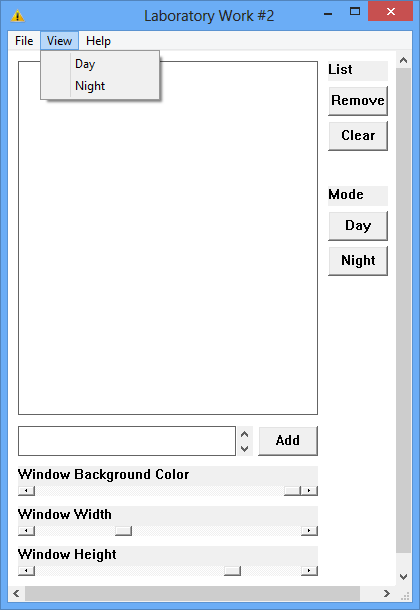 Laboratory Work #2
File View Help
Day
Night
List
Remove
Clear
Mode
Day
Night
Add
Window Background Color
Window Width
Window Height